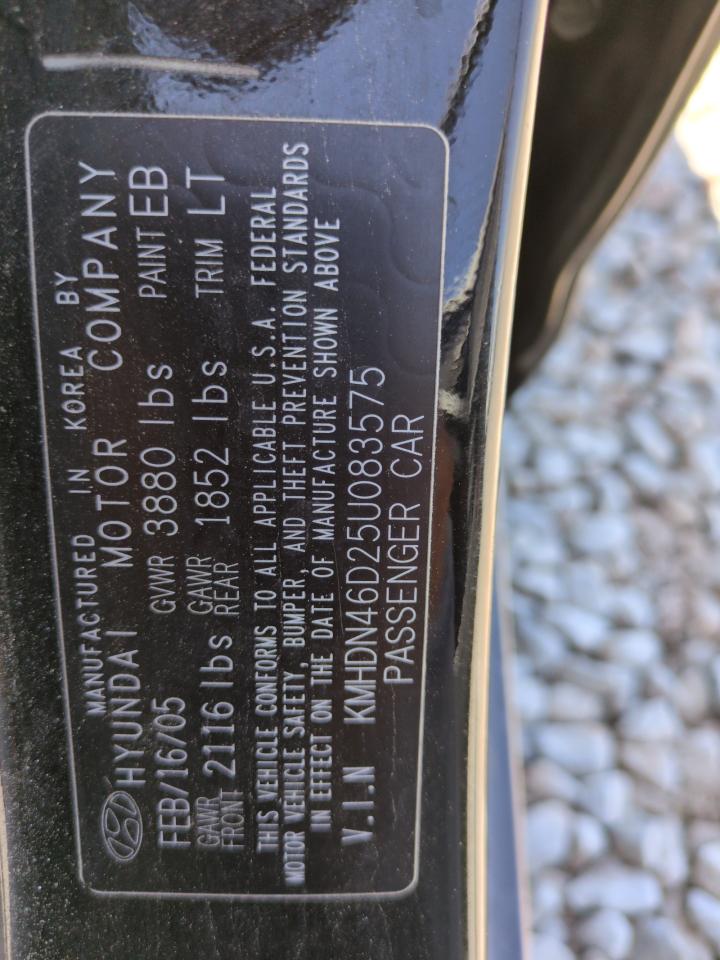 MANUFACTURED IN KOREA BY
HYUNDAI MOTOR COMPANY
FEB/16/05 GVWR 3880 lbs PAINT EB
GAWR FRONT 2116 lbs GAWR REAR 1852 lbs TRIM LT
THIS VEHICLE CONFORMS TO ALL APPLICABLE U.S.A. FEDERAL
MOTOR VEHICLE SAFETY, BUMPER, AND THEFT PREVENTION STANDARDS
IN EFFECT ON THE DATE OF MANUFACTURE SHOWN ABOVE
V.I.N KMHDN46D25U083575
PASSENGER CAR